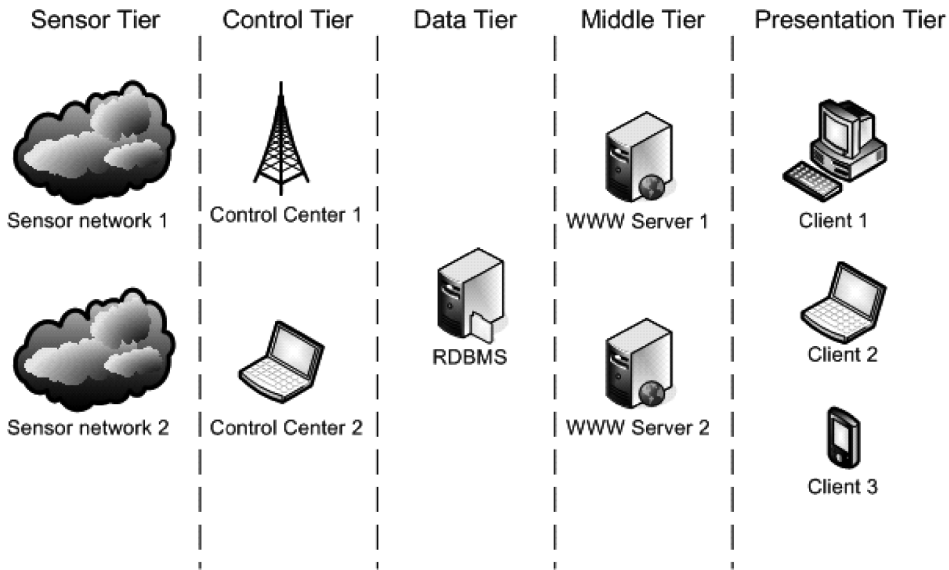 Sensor Tier
Control Tier
Data Tier
Middle Tier
Presentation Tier
Sensor network 1
Control Center 1
WWW Server 1
Client 1
RDBMS
Client 2
Sensor network 2
Control Center 2
WWW Server 2
Client 3